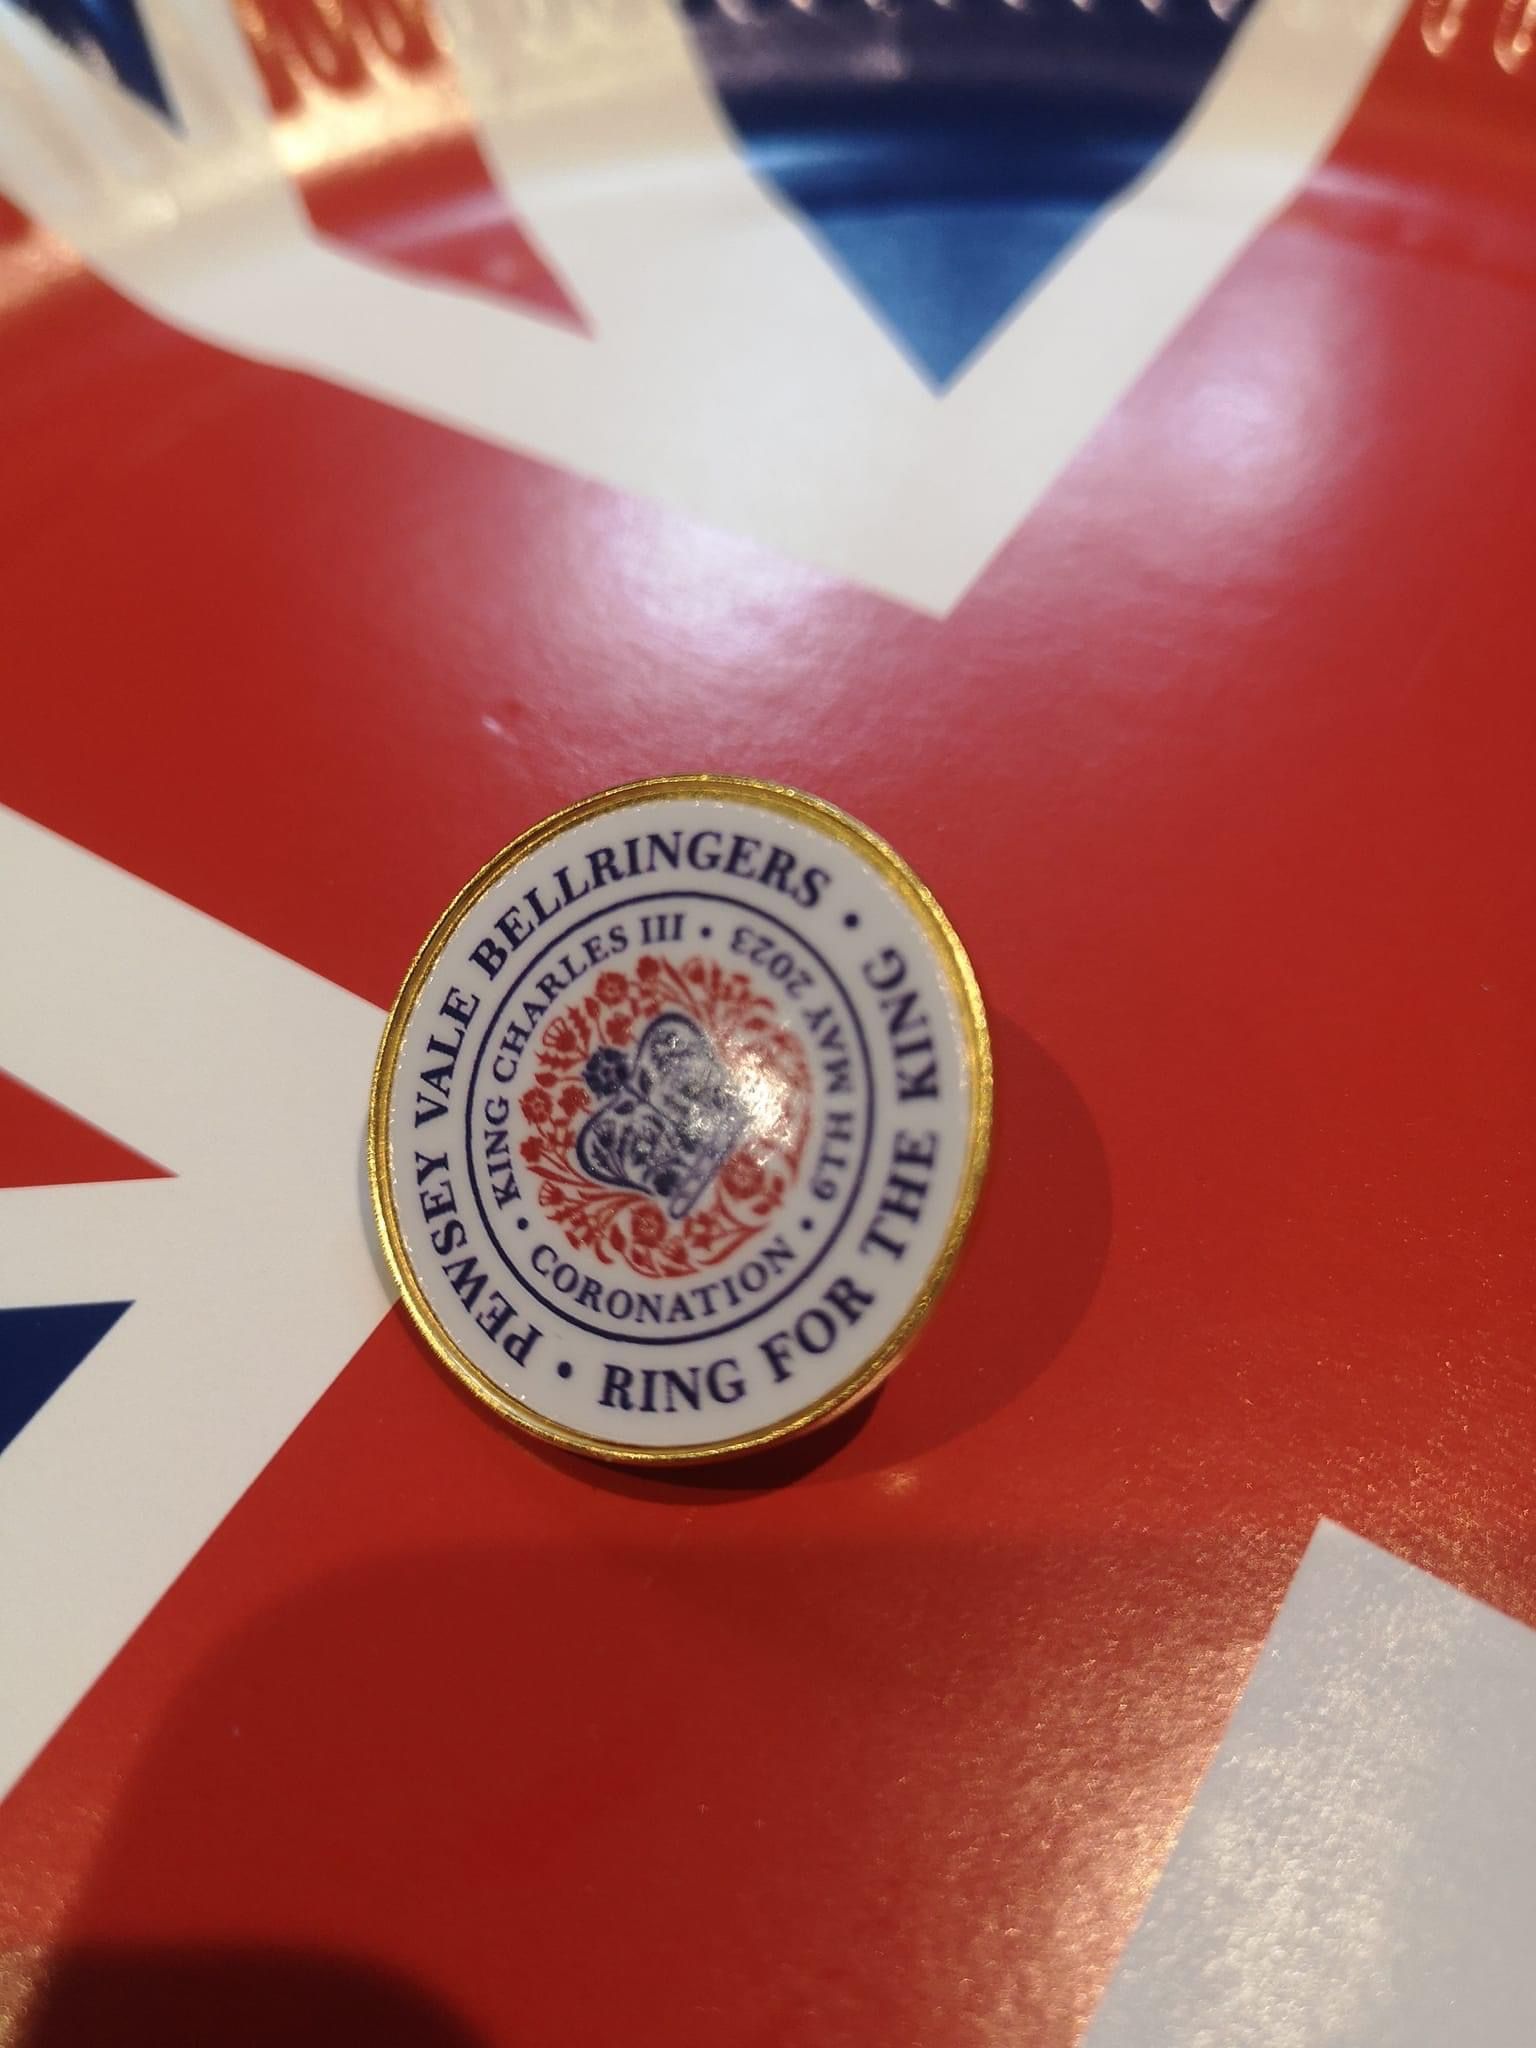 PEWSEY VALE BELLRINGERS •
RING FOR THE KING •
KING CHARLES III •
6TH MAY 2023 •
CORONATION •